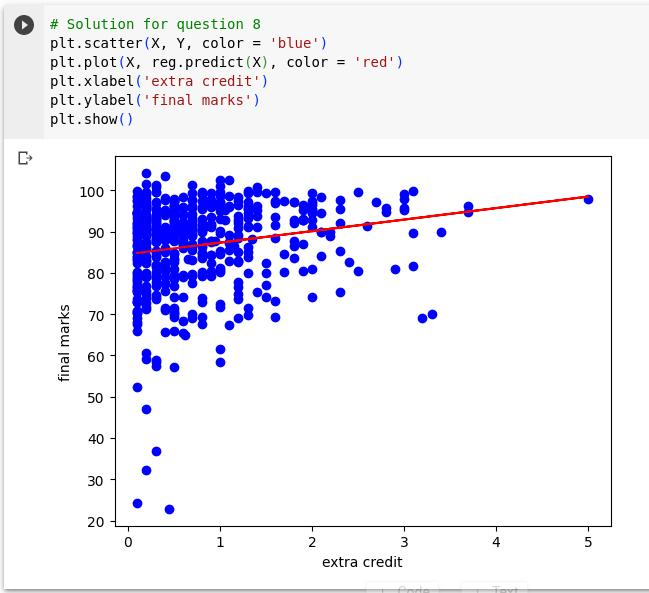 # Solution for question 8
plt.scatter(X, Y, color = 'blue')
plt.plot(X, reg.predict(X), color = 'red')
plt.xlabel('extra credit')
plt.ylabel('final marks')
plt.show()
100
90
80
70
60
50
40
30
20
final marks
0 1 2 3 4 5
extra credit
+ Code + Text